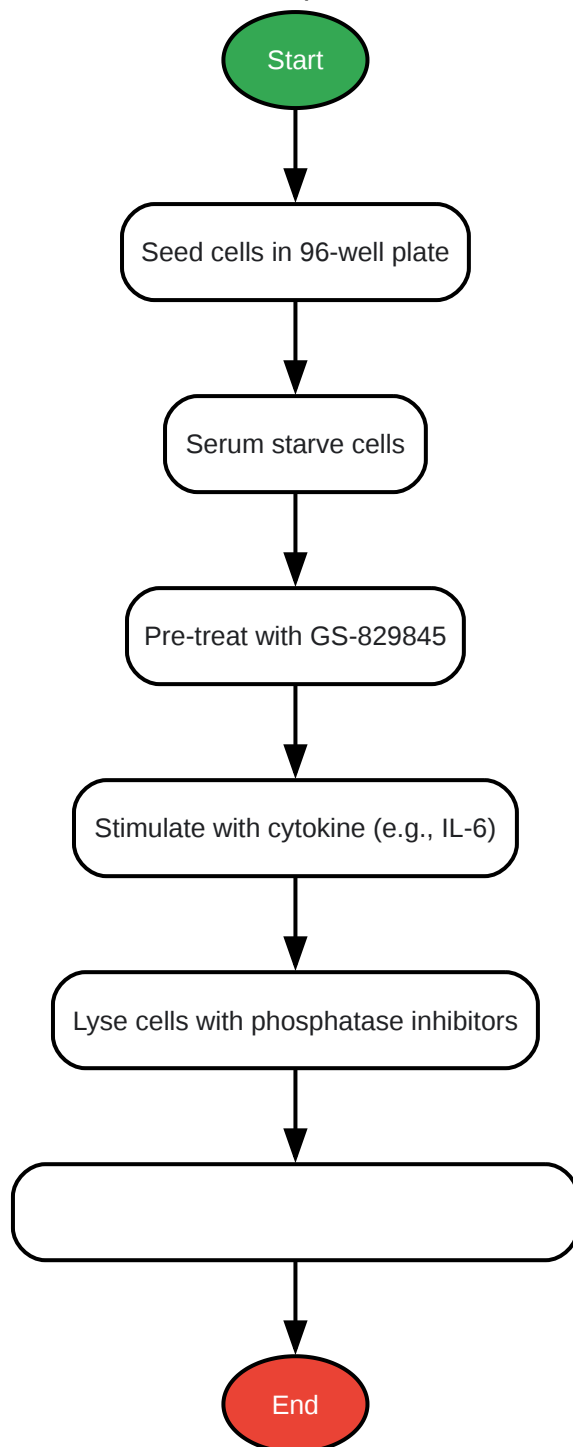 Start
Seed cells in 96-well plate
Serum starve cells
Pre-treat with GS-829845
Stimulate with cytokine (e.g., IL-6)
Lyse cells with phosphatase inhibitors
End